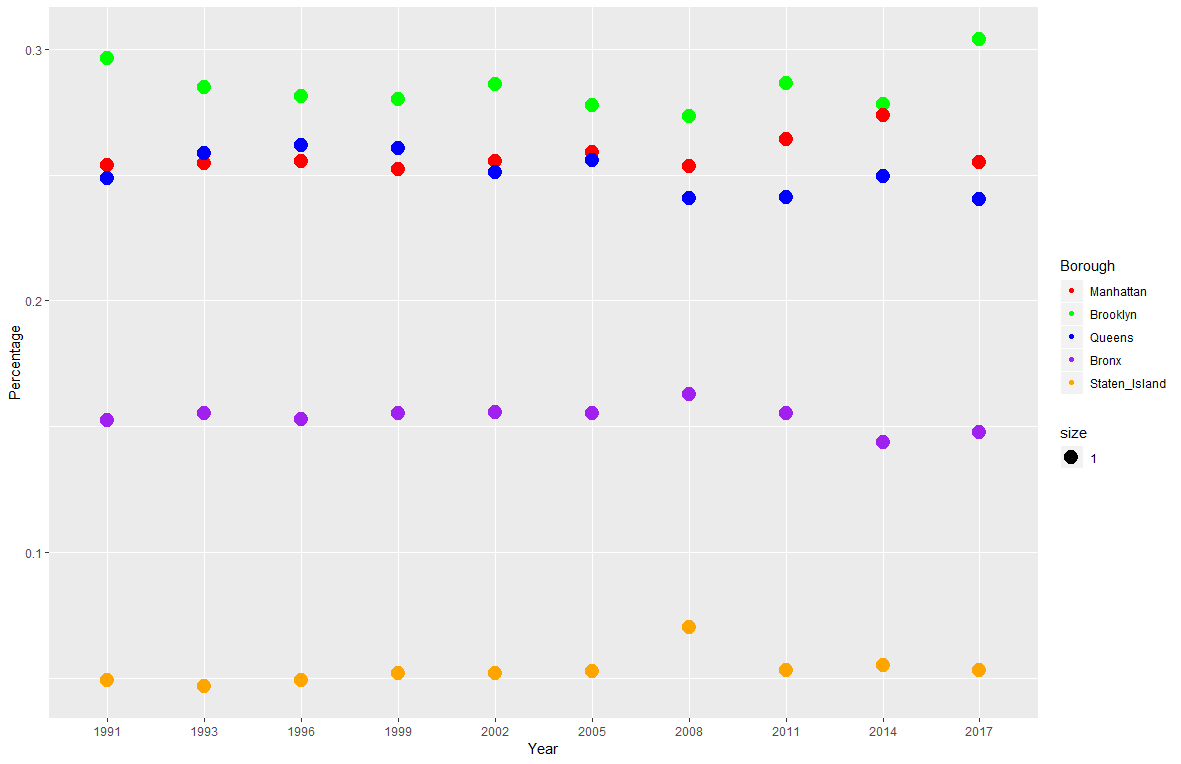 0.3
0.2
0.1
Percentage
1991 1993 1996 1999 2002 2005 2008 2011 2014 2017
Year
Borough
Manhattan
Brooklyn
Queens
Bronx
Staten_Island
size
1